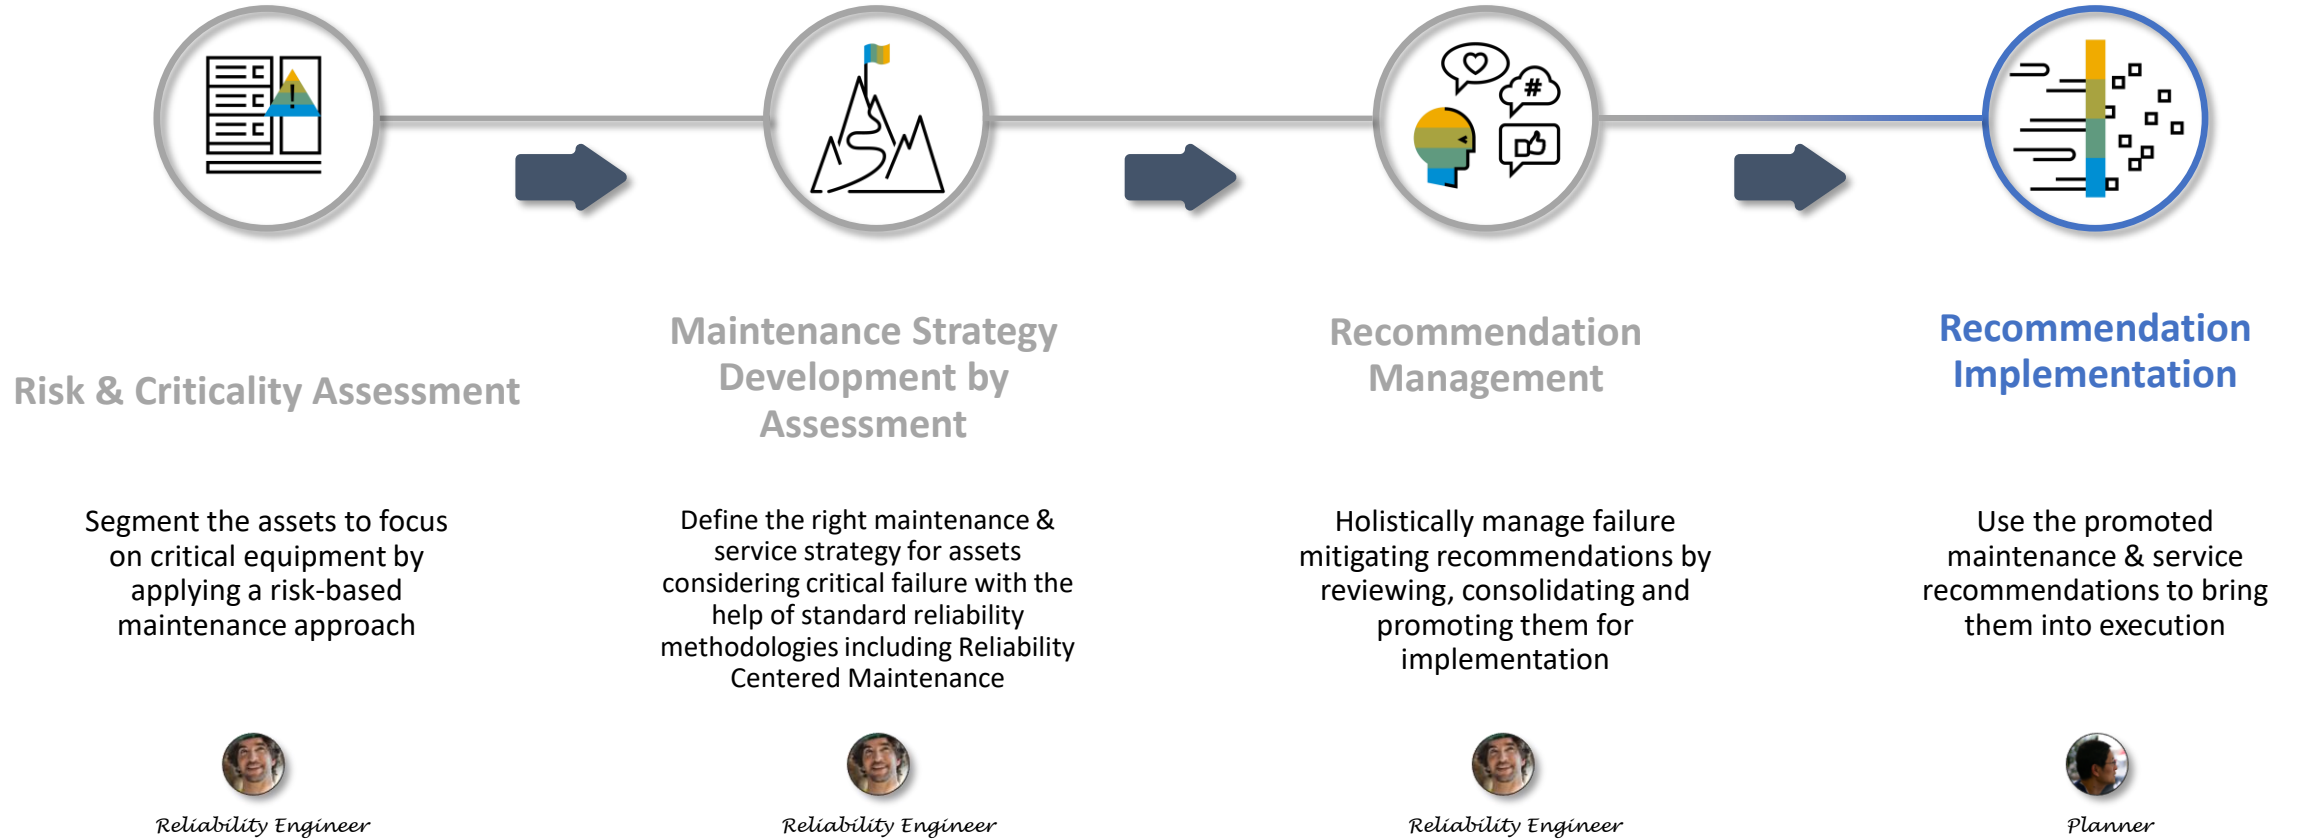 !
#
Risk & Criticality Assessment
Segment the assets to focus
on critical equipment by
applying a risk-based
maintenance approach
Reliability Engineer
Maintenance Strategy
Development by
Assessment
Define the right maintenance &
service strategy for assets
considering critical failure with the
help of standard reliability
methodologies including Reliability
Centered Maintenance
Reliability Engineer
Recommendation
Management
Holistically manage failure
mitigating recommendations by
reviewing, consolidating and
promoting them for
implementation
Reliability Engineer
Recommendation
Implementation
Use the promoted
maintenance & service
recommendations to bring
them into execution
Planner